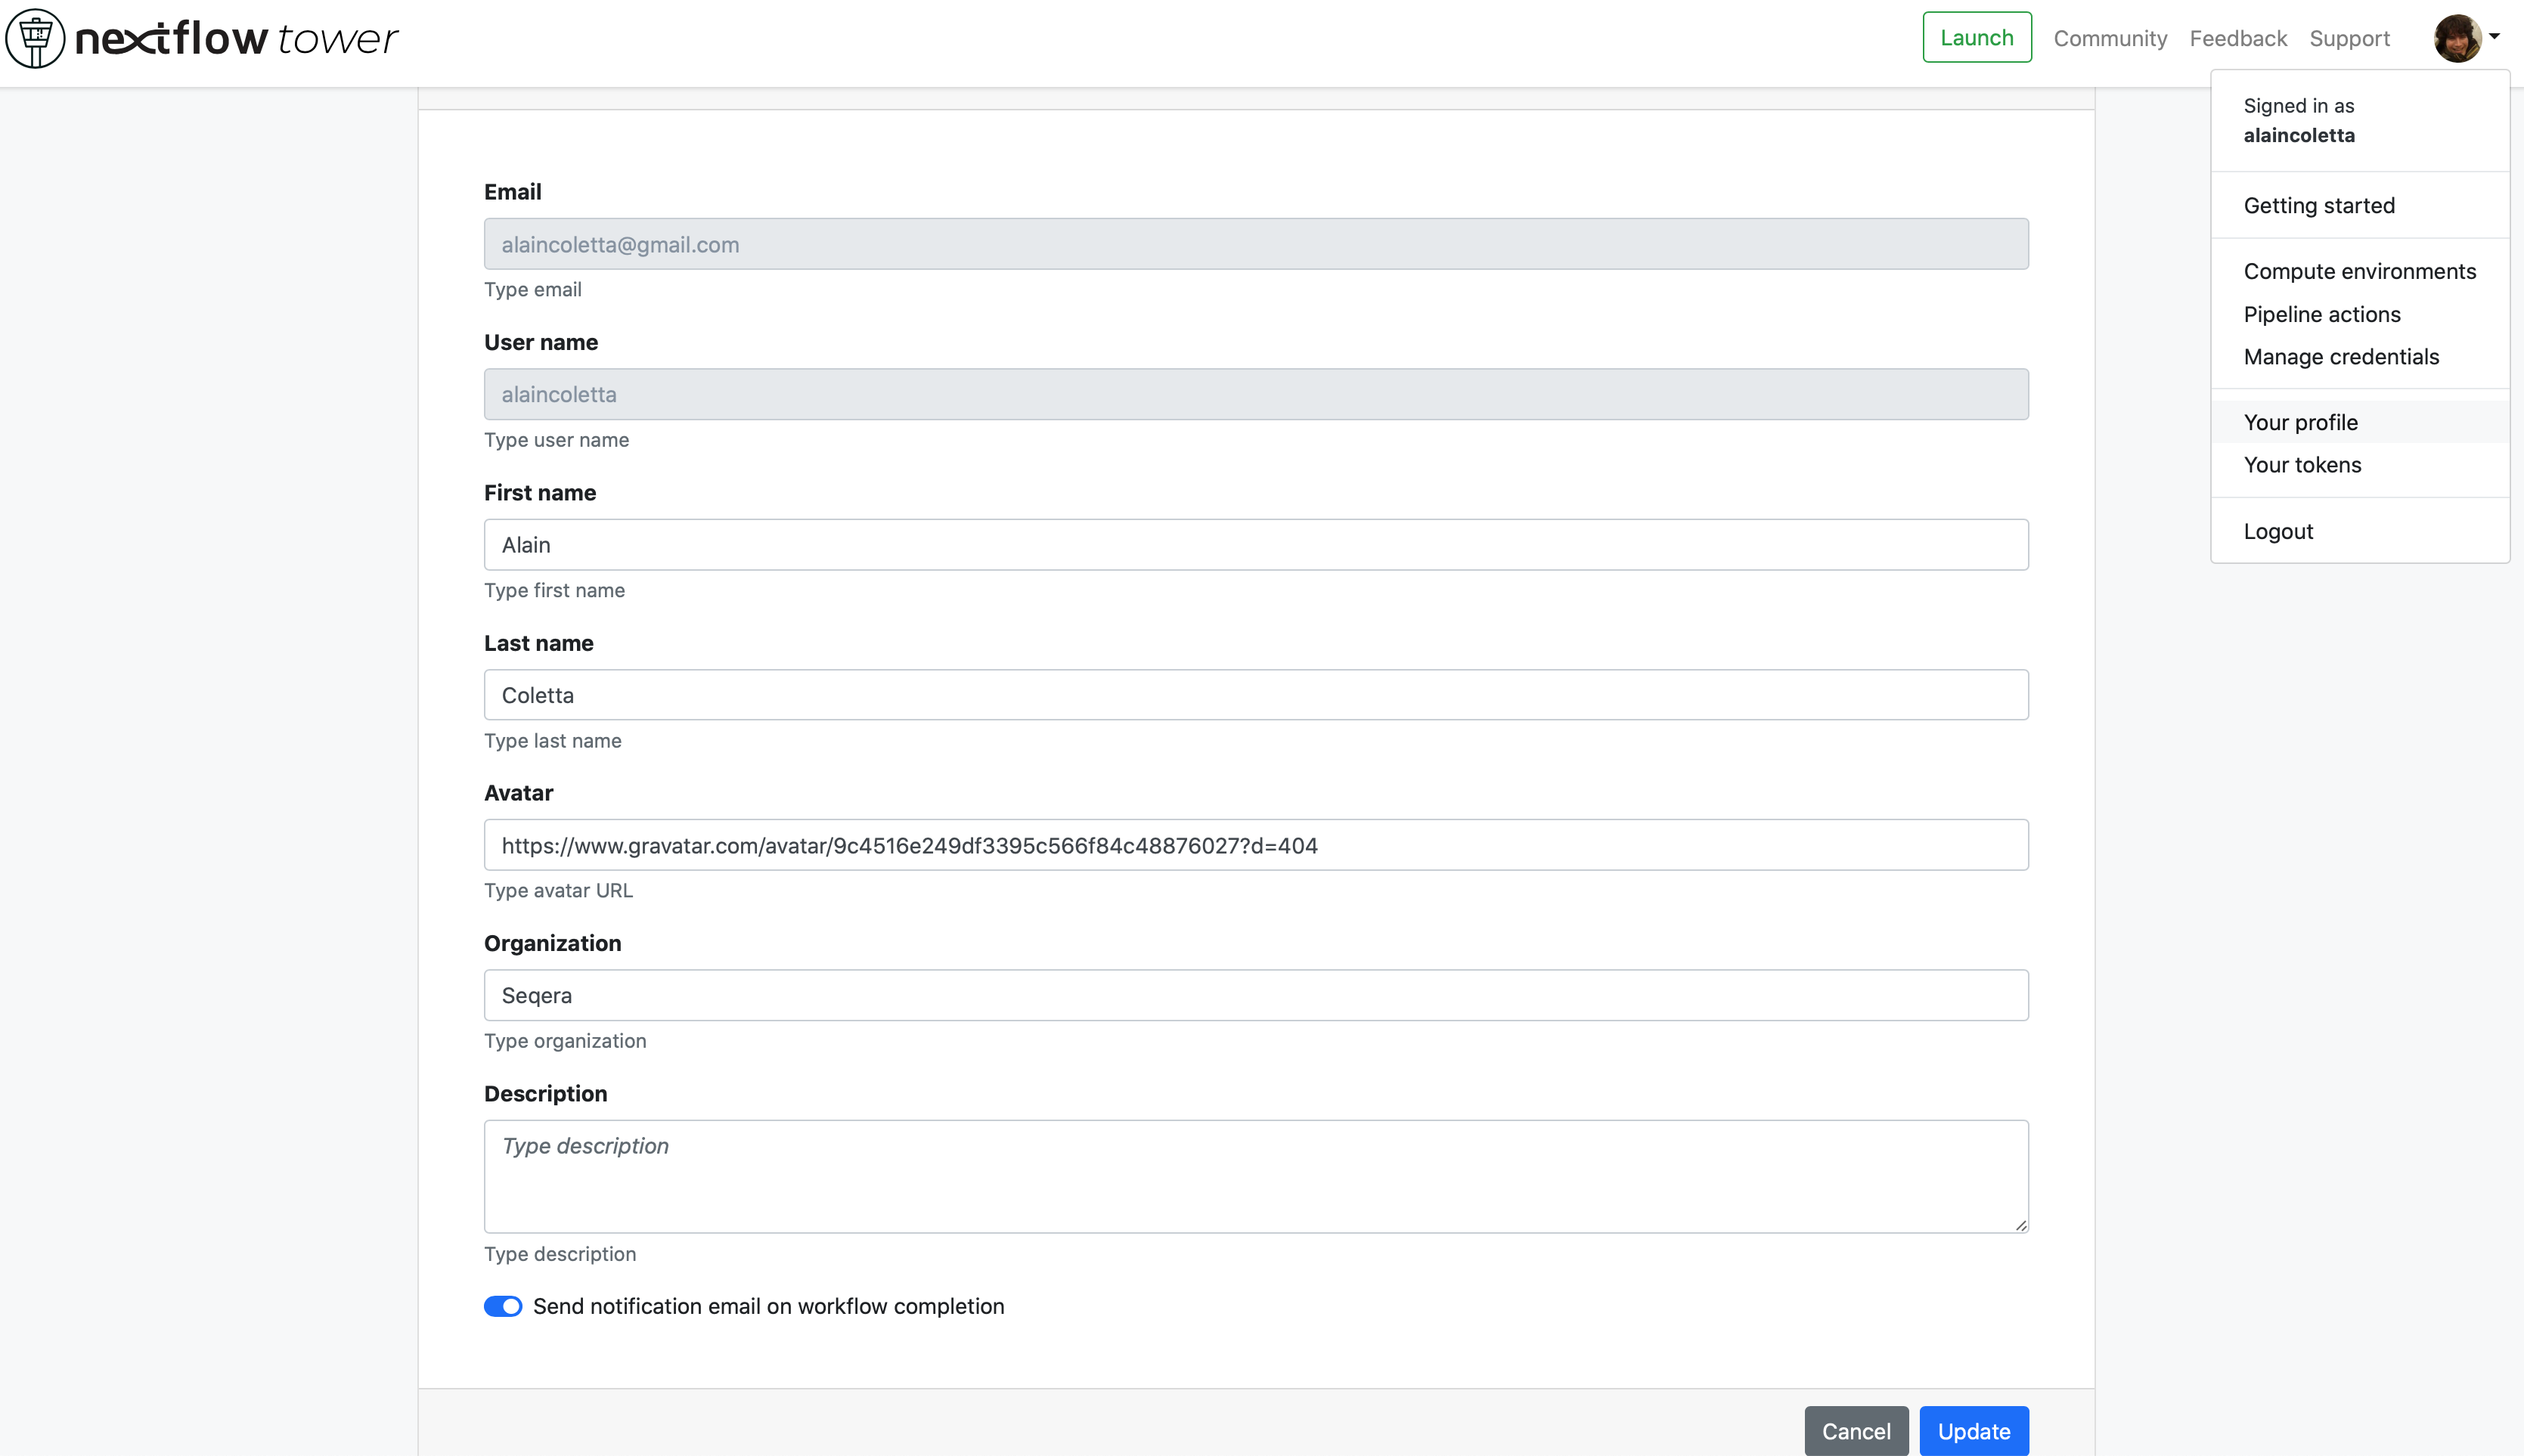 nextflow tower
Launch
Community
Feedback
Support
Signed in as
alaincoletta
Getting started
Compute environments
Pipeline actions
Manage credentials
Your profile
Your tokens
Logout
Email
alaincoletta@gmail.com
Type email
User name
alaincoletta
Type user name
First name
Alain
Type first name
Last name
Coletta
Type last name
Avatar
https://www.gravatar.com/avatar/9c4516e249df3395c566f84c48876027?d=404
Type avatar URL
Organization
Seqera
Type organization
Description
Type description
Type description
Send notification email on workflow completion
Cancel
Update